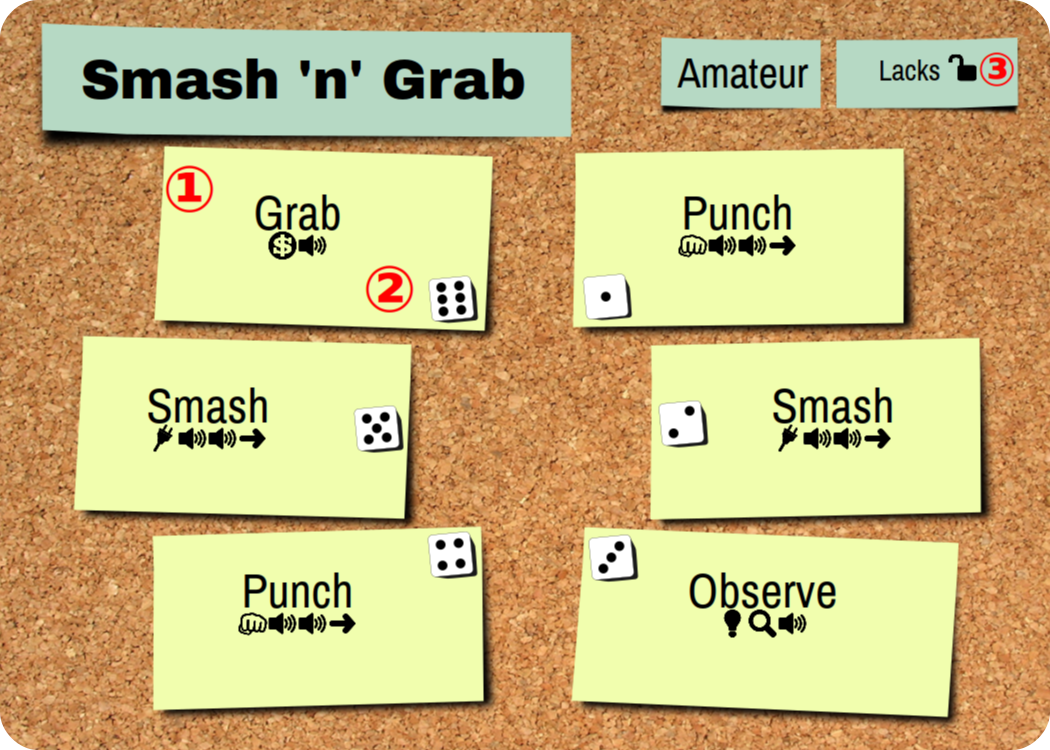 Smash 'n' Grab
Amateur
Lacks ③
①
Grab
②
Punch
Smash
Smash
Punch
Observe